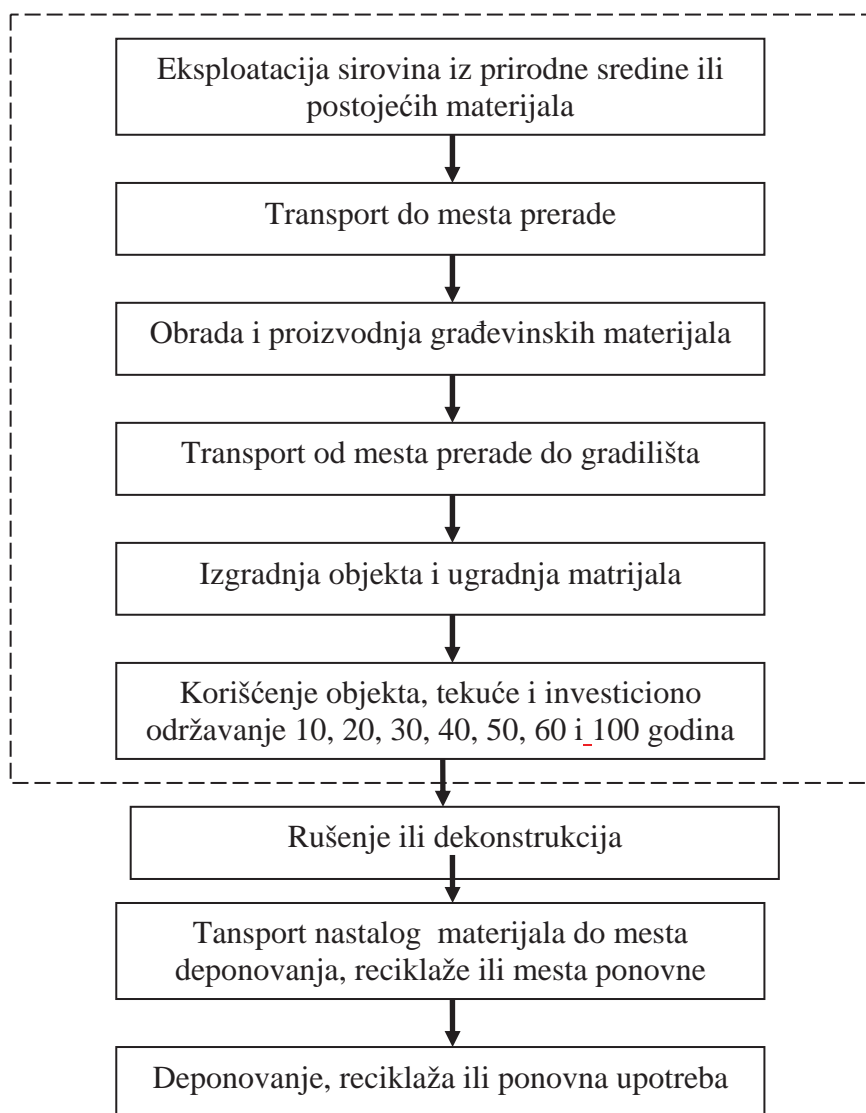 Eksploatacija sirovina iz prirodne sredine ili
postojećih materijala
Transport do mesta prerade
Obrada i proizvodnja građevinskih materijala
Transport od mesta prerade do gradilišta
Izgradnja objekta i ugradnja matrijala
Korišćenje objekta, tekuće i investiciono
održavanje 10, 20, 30, 40, 50, 60 i 100 godina
Rušenje ili dekonstrukcija
Tansport nastalog materijala do mesta
deponovanja, reciklaže ili mesta ponovne
Deponovanje, reciklaža ili ponovna upotreba